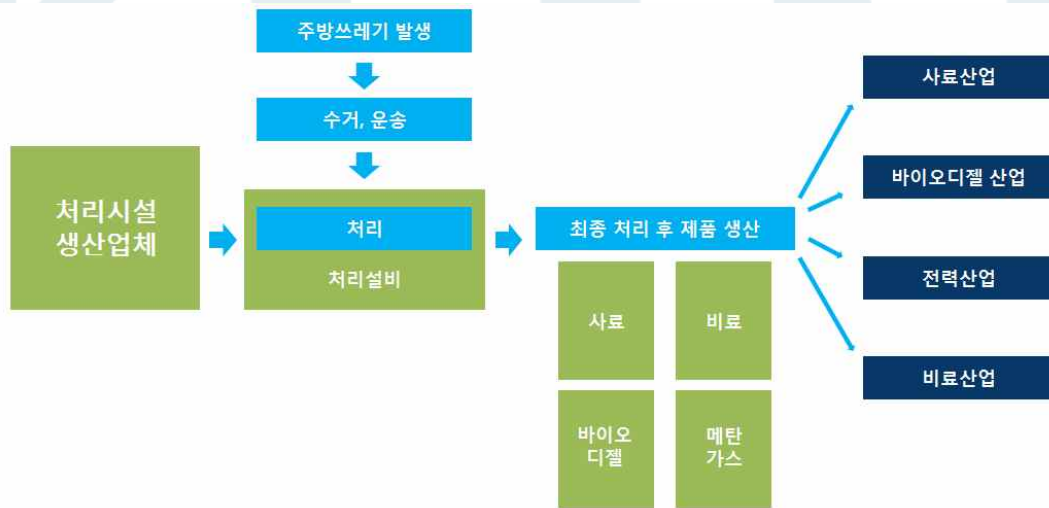 주방쓰레기 발생
수거, 운송
처리시설
생산업체
처리
처리설비
최종 처리 후 제품 생산
사료
비료
바이오
디젤
메탄
가스
사료산업
바이오디젤 산업
전력산업
비료산업